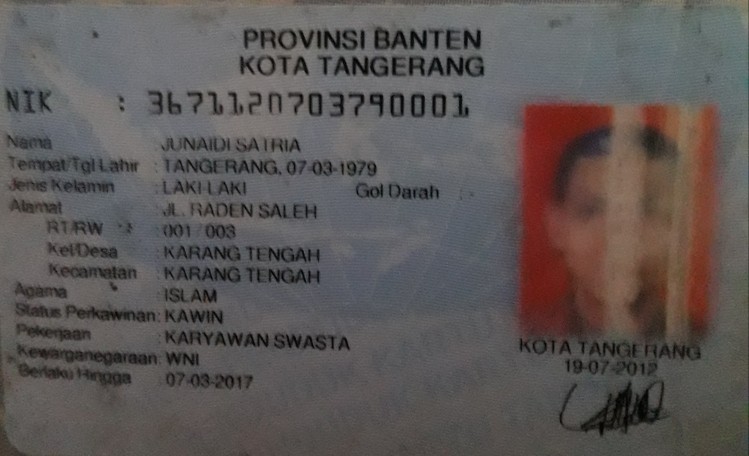 PROVINSI BANTEN
KOTA TANGERANG
NIK : 3671120703790001
Nama : JUNAIDI SATRIA
Tempat/Tgl Lahir : TANGERANG, 07-03-1979
Jenis Kelamin : LAKI-LAKI Gol Darah : -
Alamat : JL. RADEN SALEH
RT/RW : 001/003
Kel/Desa : KARANG TENGAH
Kecamatan : KARANG TENGAH
Agama : ISLAM
Status Perkawinan: KAWIN
Pekerjaan : KARYAWAN SWASTA
Kewarganegaraan: WNI
Berlaku Hingga : 07-03-2017
KOTA TANGERANG
19-07-2012